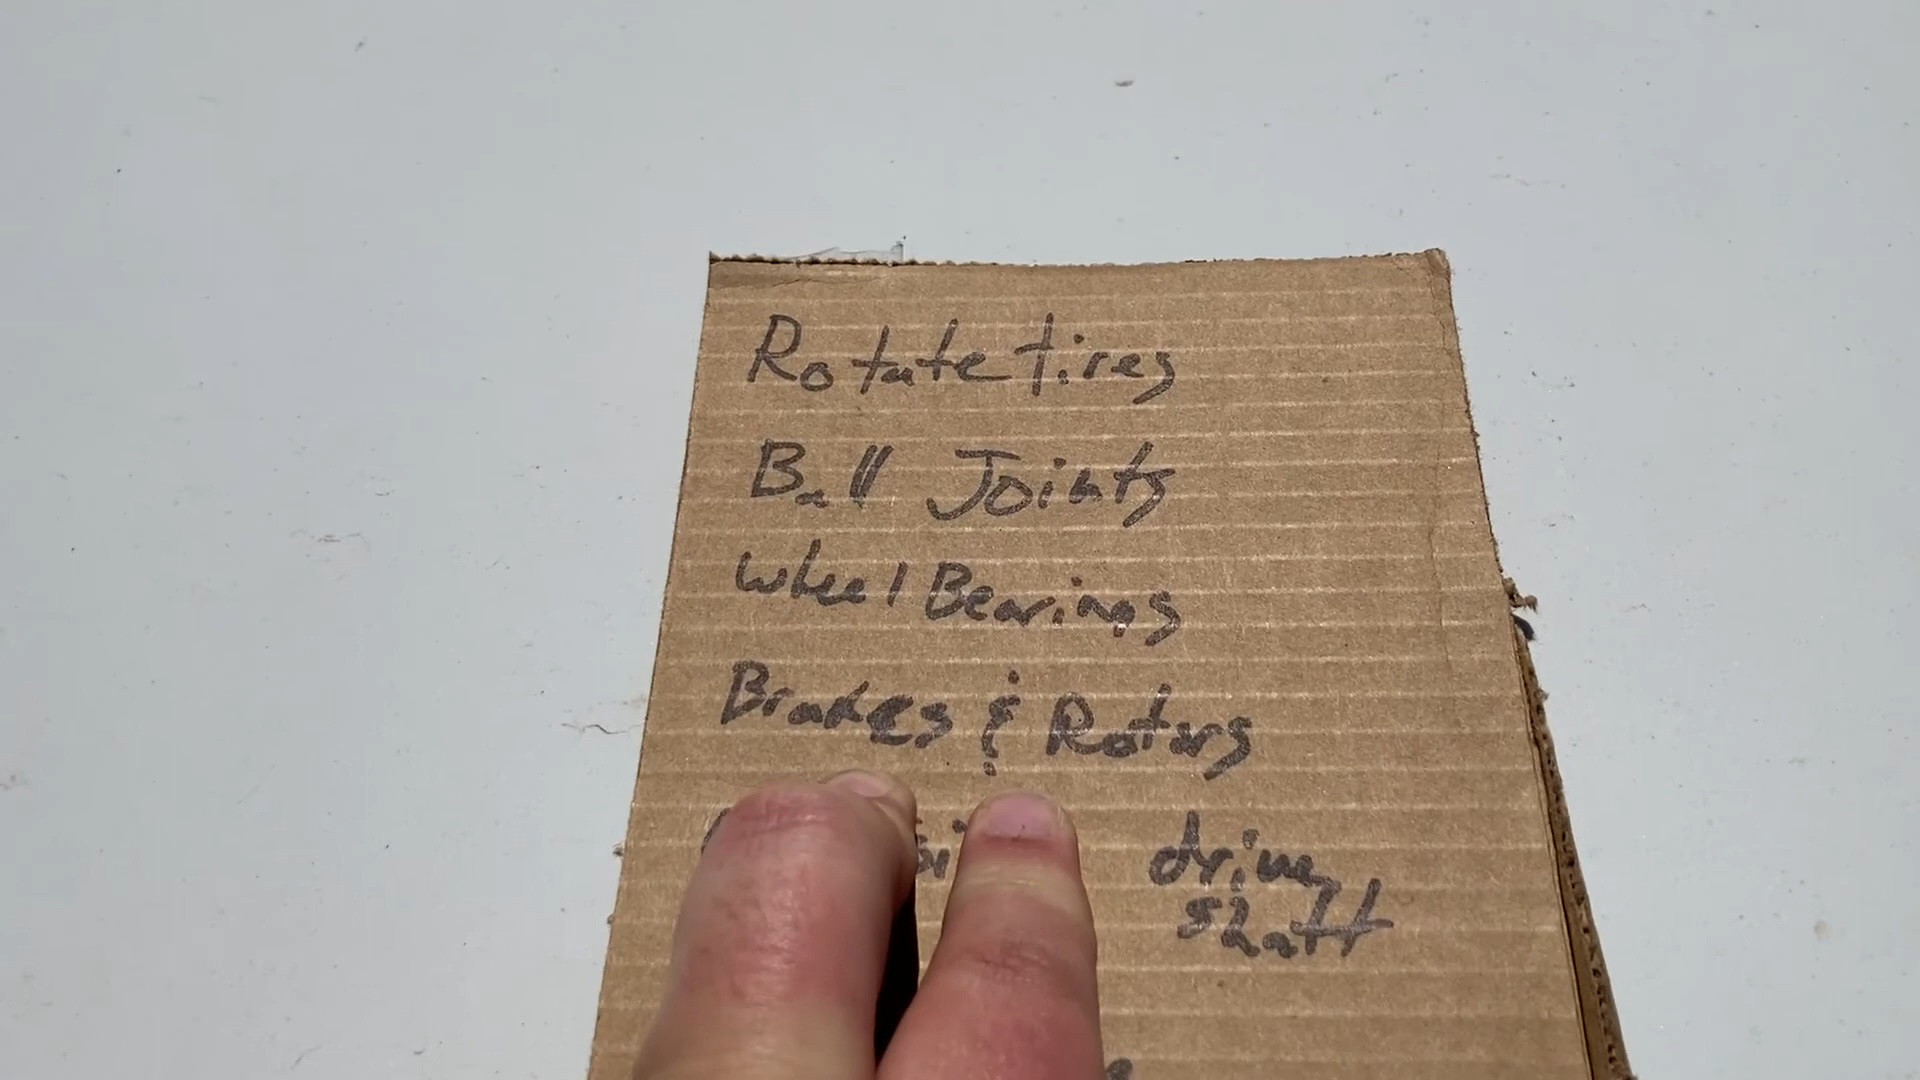 Rotate tires
Ball Joints
Wheel Bearings
Brakes & Rotors
drive
shaft